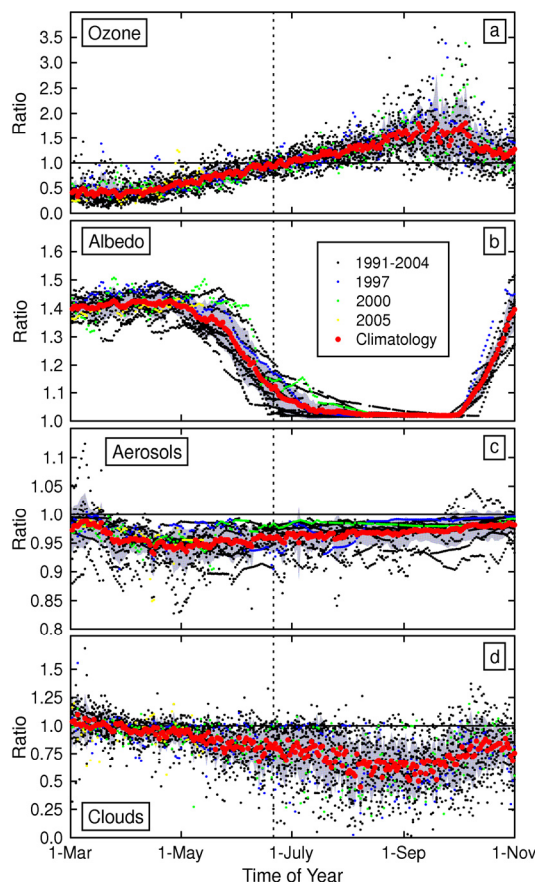 Ozone
a
Ratio
3.5
3.0
2.5
2.0
1.5
1.0
0.5
0.0
Albedo
b
Ratio
1.6
1.5
1.4
1.3
1.2
1.1
1.0
1991-2004
1997
2000
2005
Climatology
Aerosols
c
Ratio
1.1
1.05
1.0
0.95
0.9
0.85
0.8
d
Ratio
1.5
1.25
1.0
0.75
0.5
0.25
0.0
Clouds
1-Mar
1-May
1-July
1-Sep
1-Nov
Time of Year